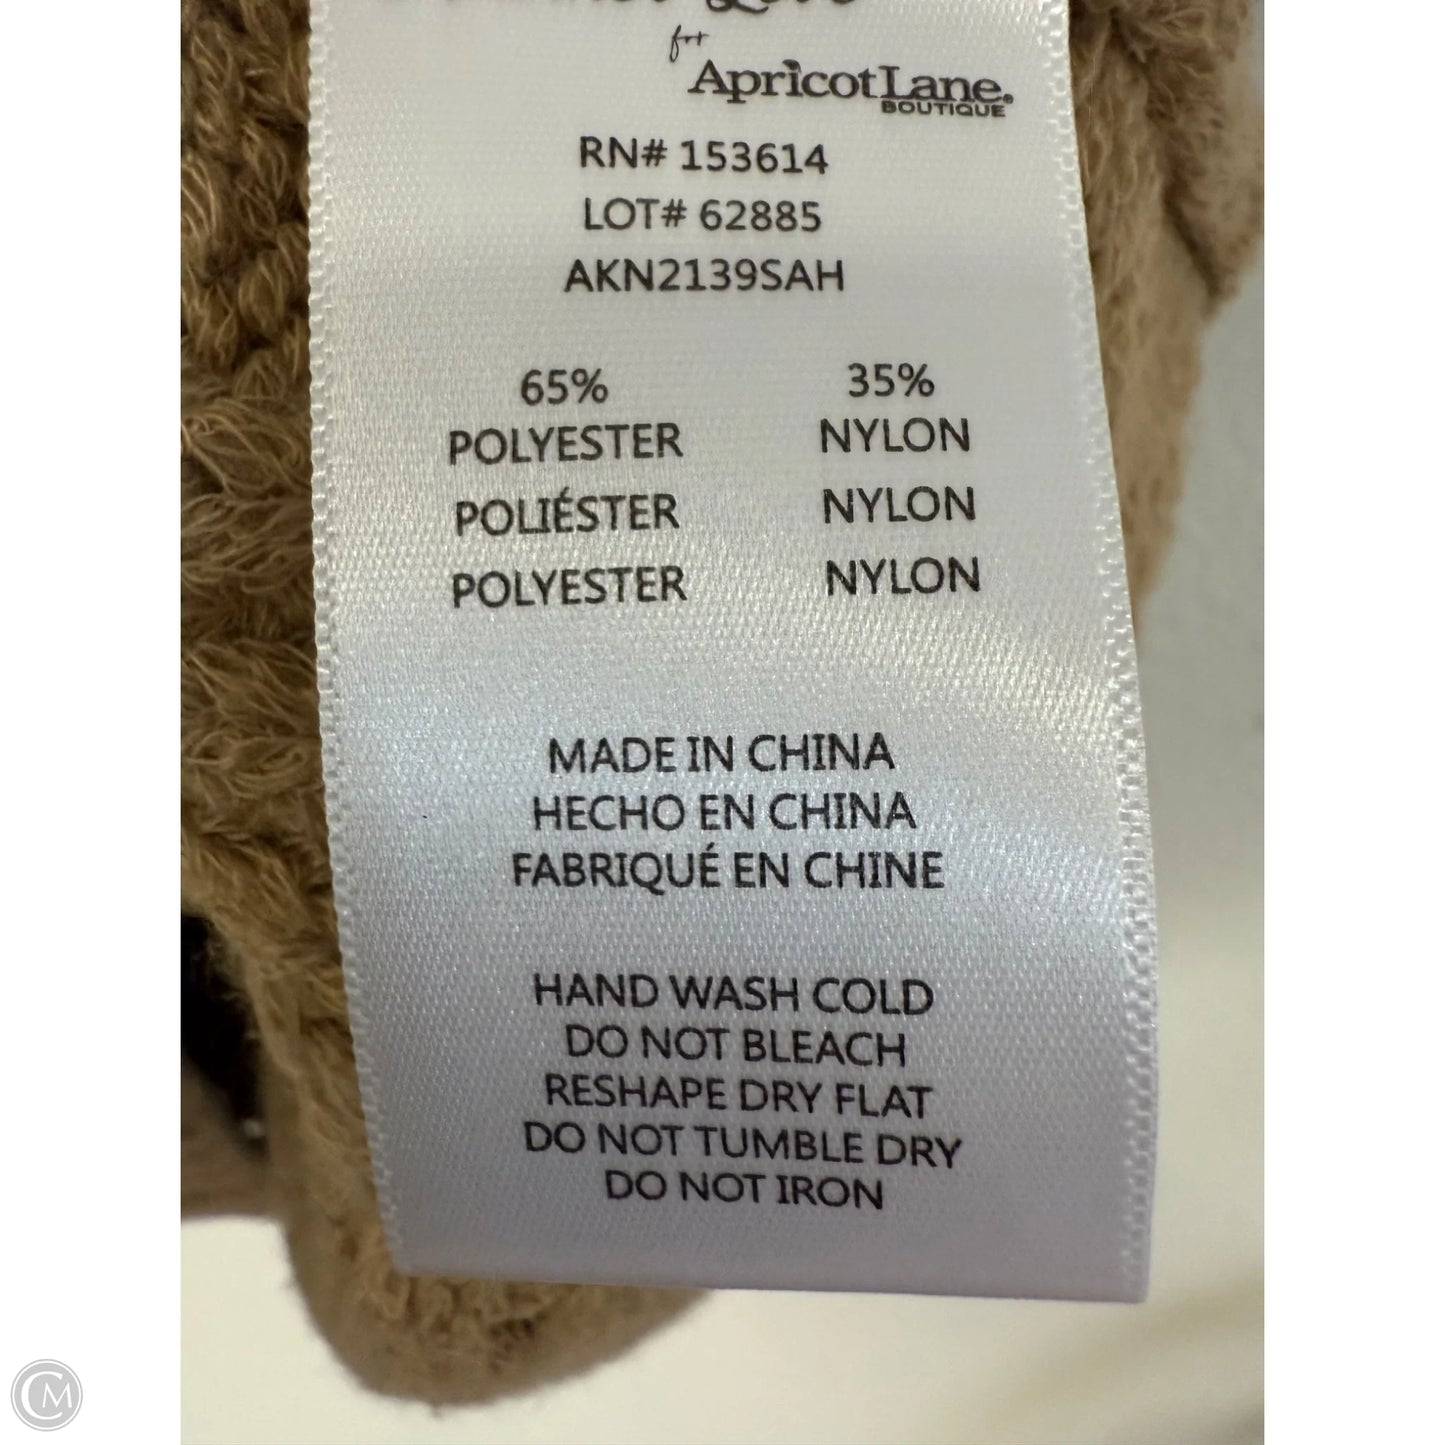 for
ApricotLane®
BOUTIQUE
RN# 153614
LOT# 62885
AKN2139SAH
65% 35%
POLYESTER NYLON
POLIÉSTER NYLON
POLYESTER NYLON
MADE IN CHINA
HECHO EN CHINA
FABRIQUÉ EN CHINE
HAND WASH COLD
DO NOT BLEACH
RESHAPE DRY FLAT
DO NOT TUMBLE DRY
DO NOT IRON
CM